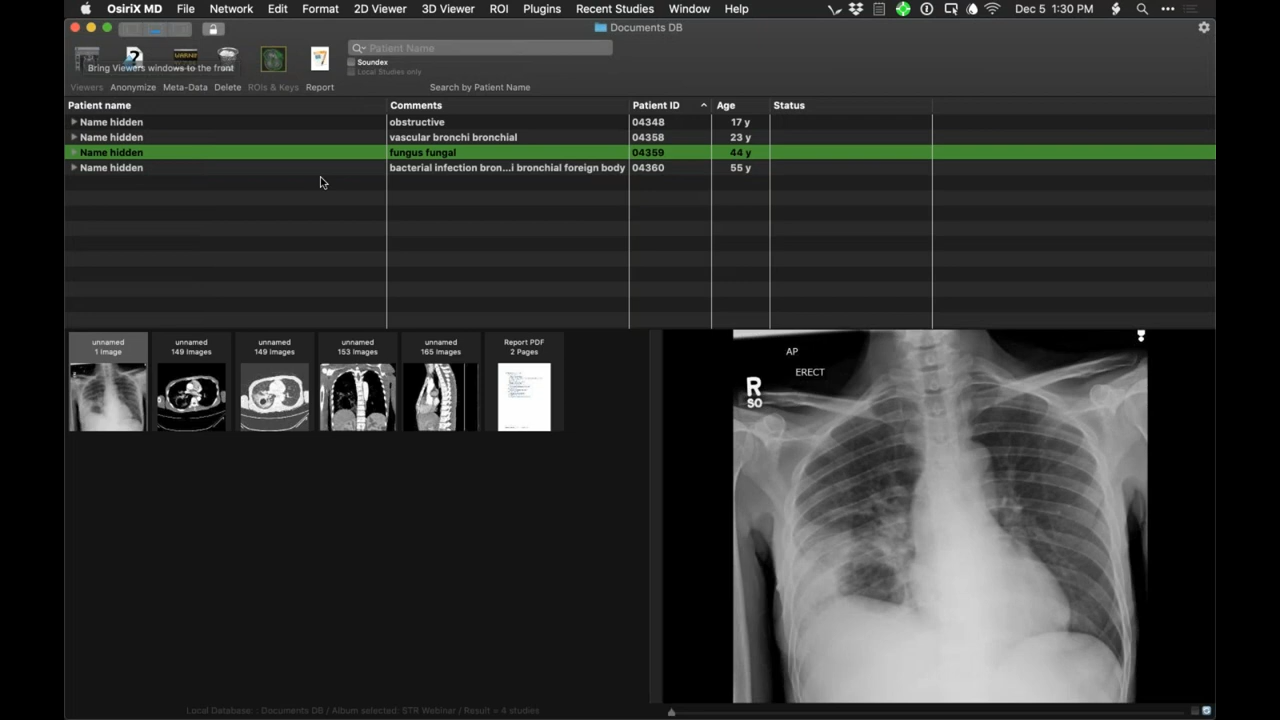 OsiriX MD File Network Edit Format 2D Viewer 3D Viewer ROI Plugins Recent Studies Window Help Dec 5 1:30 PM
Documents DB
Patient Name
Soundex
Bring Viewers windows to the front
Local Studies only
Viewers Anonymize Meta-Data Delete ROIs & Keys Report Search by Patient Name
Patient name Comments Patient ID Age Status
Name hidden obstructive 04348 17 y
Name hidden vascular bronchi bronchial 04358 23 y
Name hidden fungus fungal 04359 44 y
Name hidden bacterial infection bron...i bronchial foreign body 04360 55 y
unnamed unnamed unnamed unnamed unnamed Report PDF
1 Image 149 Images 149 Images 153 Images 165 Images 2 Pages
AP
ERECT
R
SO
Local Database: : Documents DB / Album selected: STR Webinar / Result = 4 studies